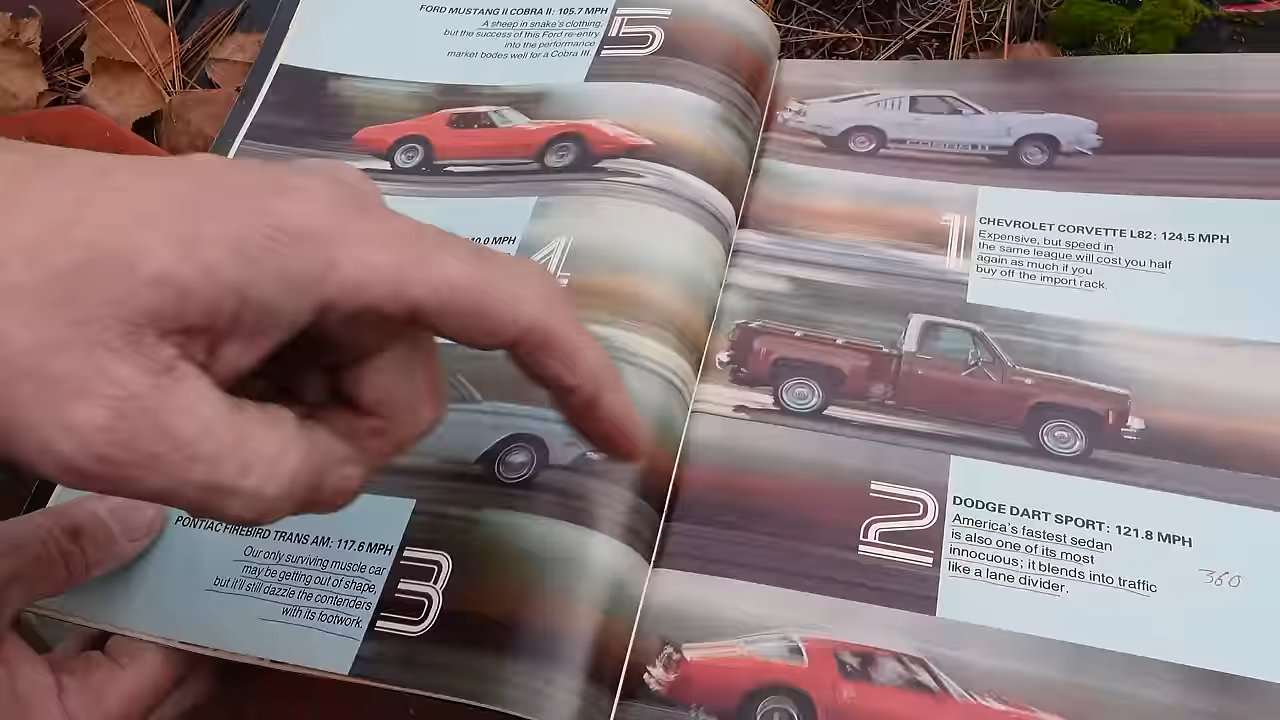 FORD MUSTANG II COBRA II: 105.7 MPH
A sheep in snake's clothing,
but the success of this Ford re-entry
into the performance
market bodes well for a Cobra III.
5
MPH
4
PONTIAC FIREBIRD TRANS AM: 117.6 MPH
Our only surviving muscle car
may be getting out of shape,
but it'll still dazzle the contenders
with its footwork.
3
COBRA II
1
CHEVROLET CORVETTE L82: 124.5 MPH
Expensive, but speed in
the same league will cost you half
again as much if you
buy off the import rack.
2
DODGE DART SPORT: 121.8 MPH
America's fastest sedan
is also one of its most
innocuous; it blends into traffic
like a lane divider.
360